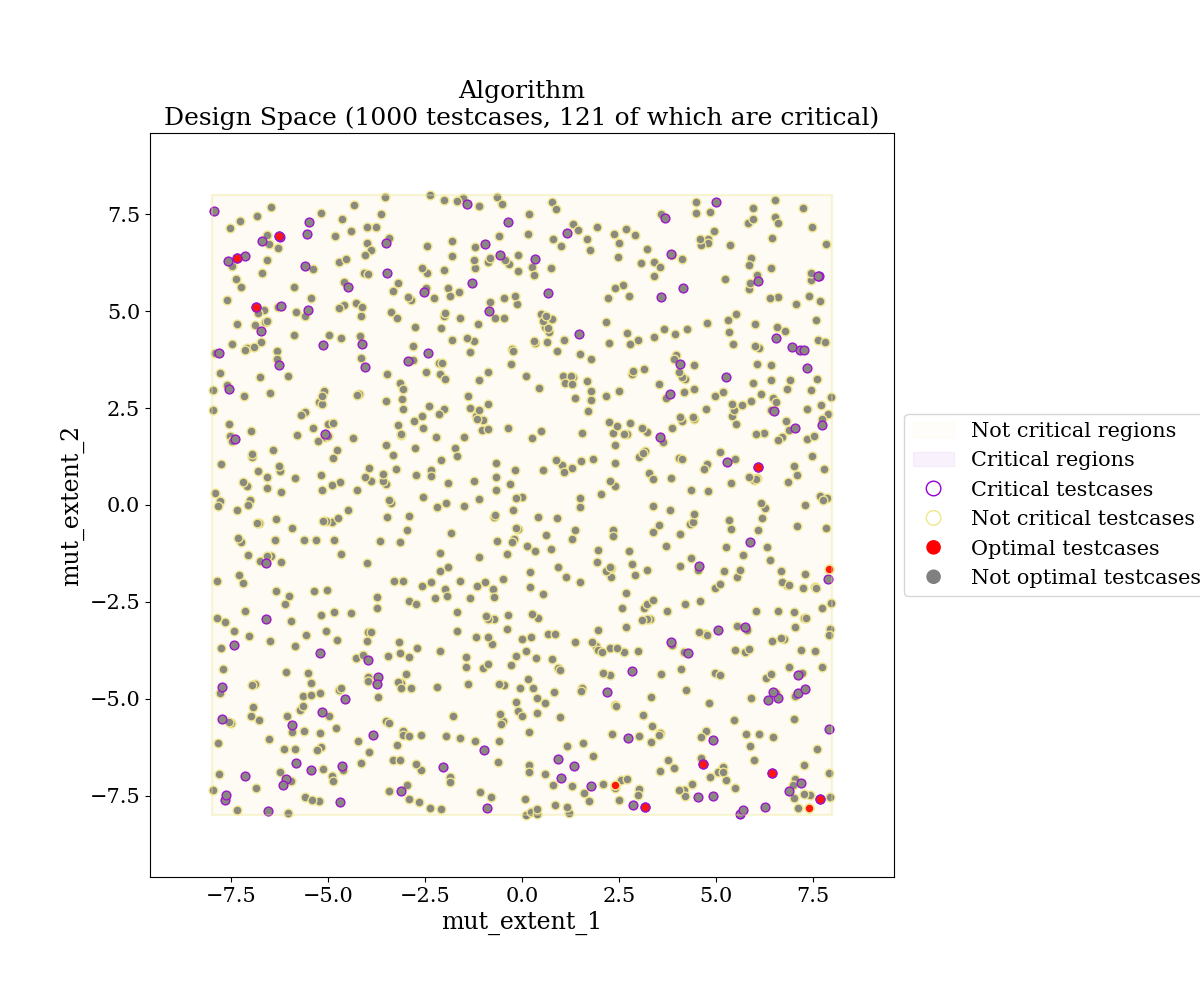 Algorithm
Design Space (1000 testcases, 121 of which are critical)
7.5
5.0
2.5
0.0
−2.5
−5.0
−7.5
mut_extent_2
−7.5
−5.0
−2.5
0.0
2.5
5.0
7.5
mut_extent_1
Not critical regions
Critical regions
Critical testcases
Not critical testcases
Optimal testcases
Not optimal testcases